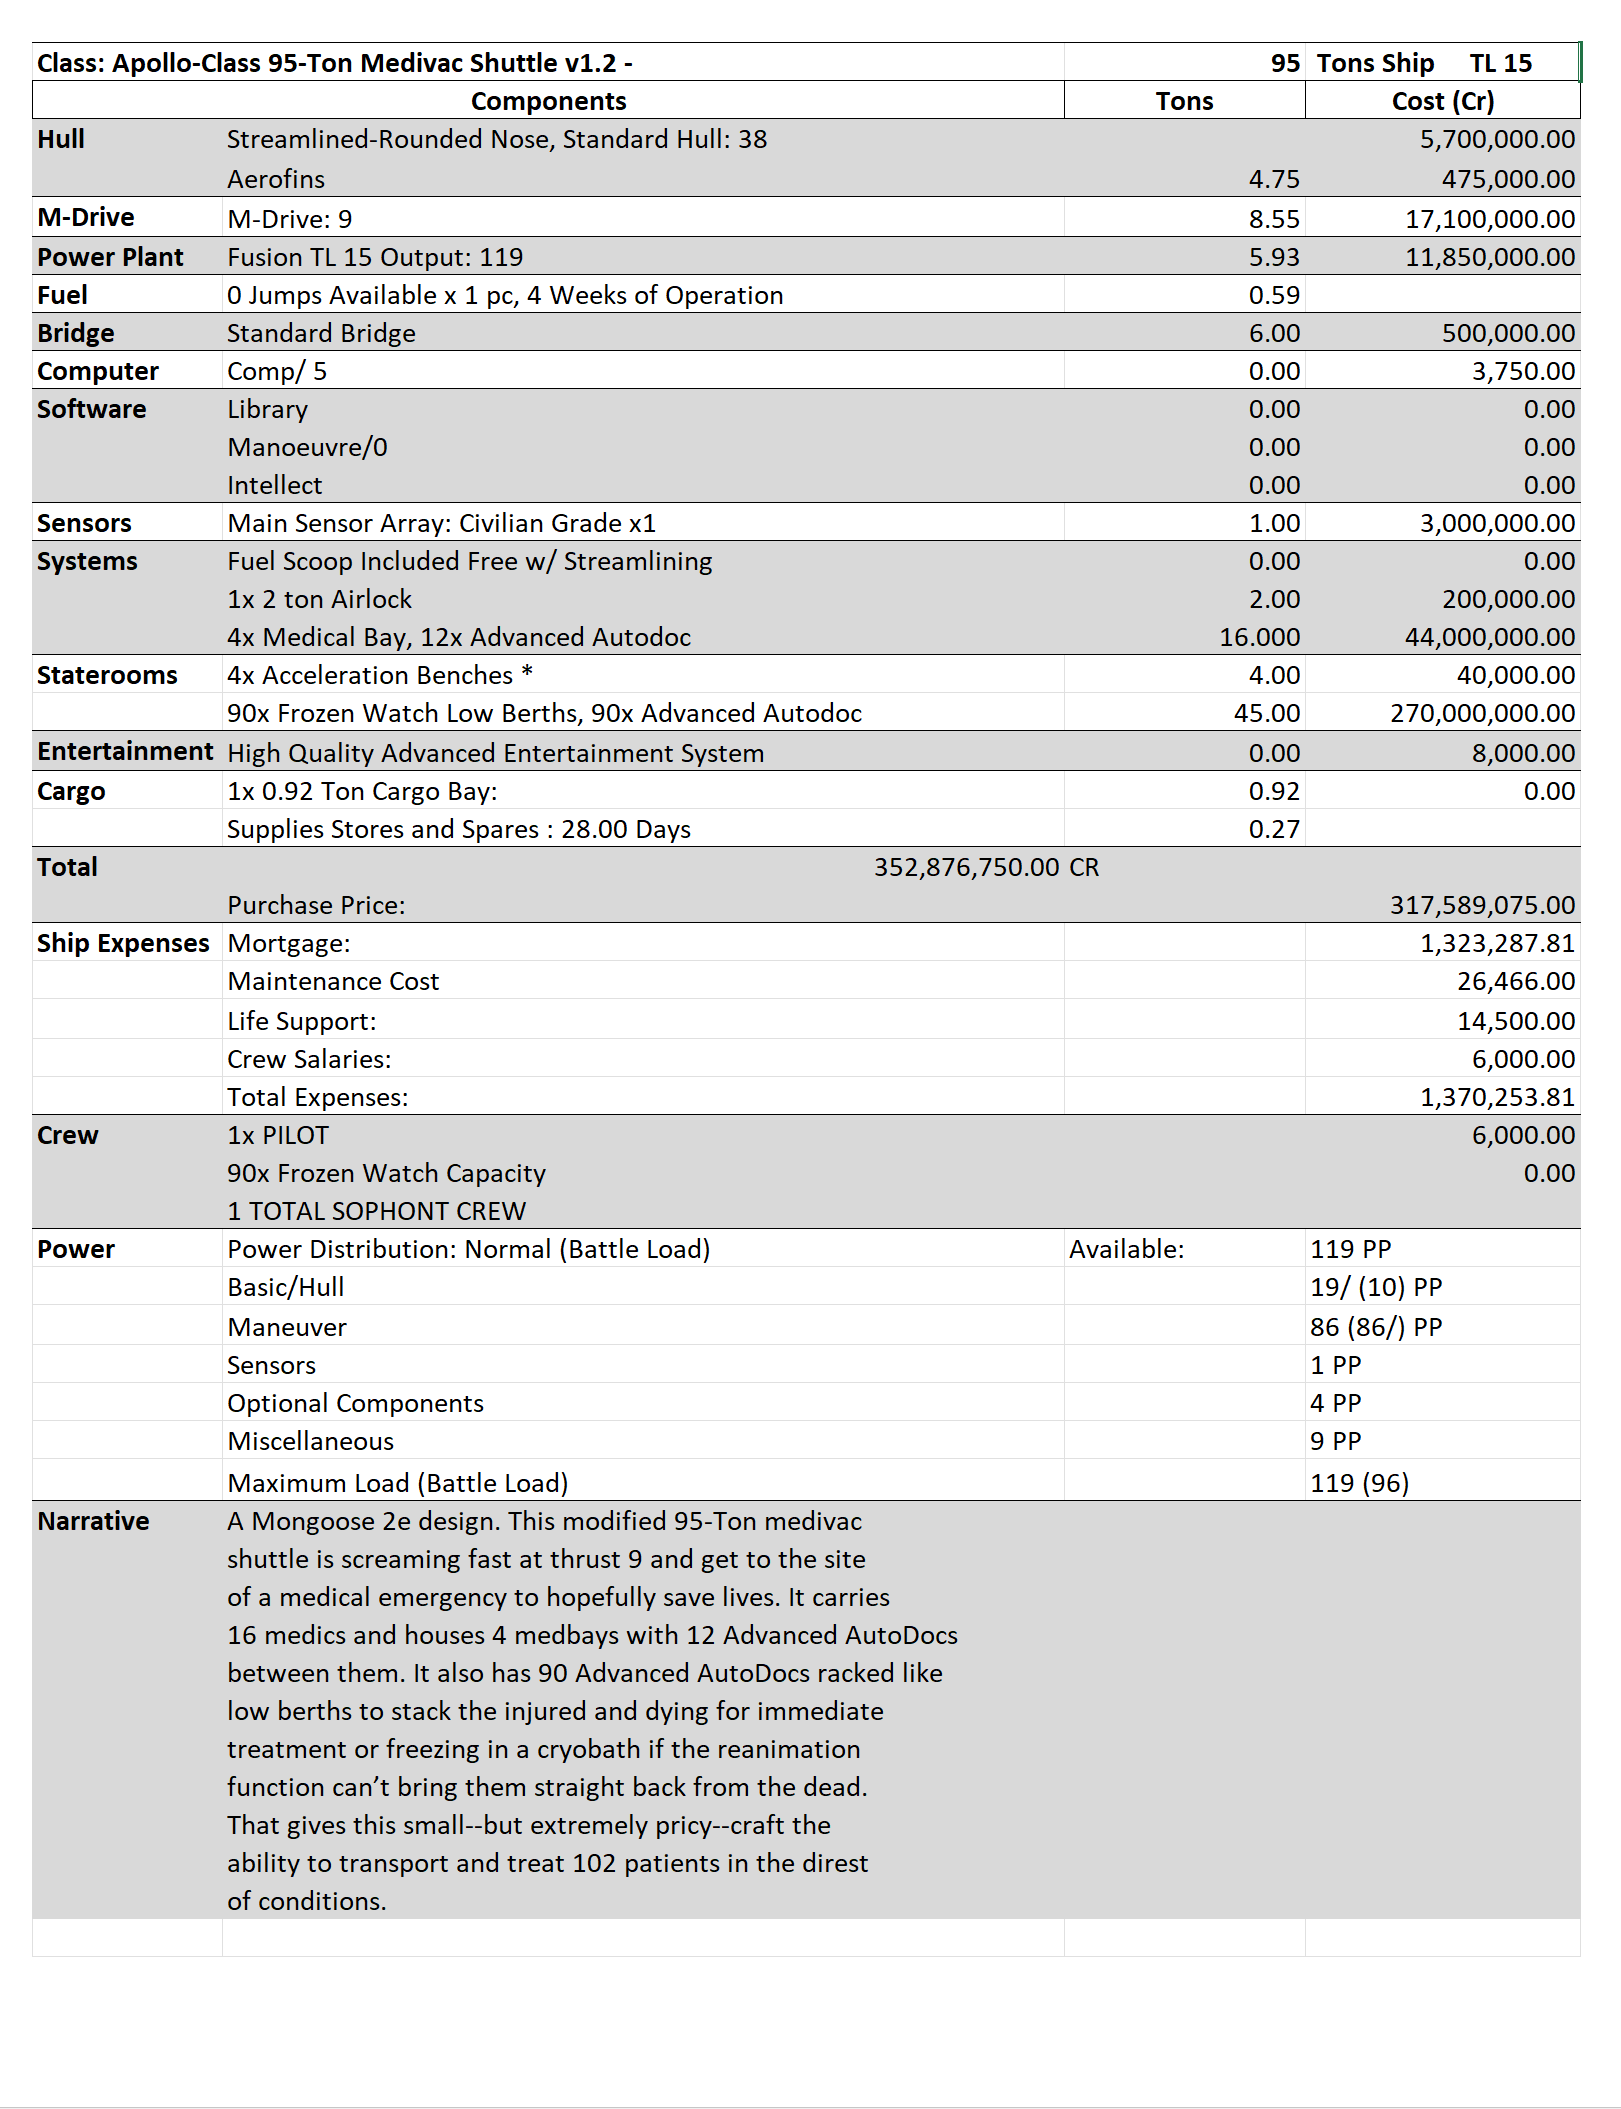 Class: Apollo-Class 95-Ton Medivac Shuttle v1.2 - 95 Tons Ship TL 15
Components Tons Cost (Cr)
Hull Streamlined-Rounded Nose, Standard Hull: 38 5,700,000.00
Aerofins 4.75 475,000.00
M-Drive M-Drive: 9 8.55 17,100,000.00
Power Plant Fusion TL 15 Output: 119 5.93 11,850,000.00
Fuel 0 Jumps Available x 1 pc, 4 Weeks of Operation 0.59
Bridge Standard Bridge 6.00 500,000.00
Computer Comp/ 5 0.00 3,750.00
Software Library 0.00 0.00
Manoeuvre/0 0.00 0.00
Intellect 0.00 0.00
Sensors Main Sensor Array: Civilian Grade x1 1.00 3,000,000.00
Systems Fuel Scoop Included Free w/ Streamlining 0.00 0.00
1x 2 ton Airlock 2.00 200,000.00
4x Medical Bay, 12x Advanced Autodoc 16.000 44,000,000.00
Staterooms 4x Acceleration Benches * 4.00 40,000.00
90x Frozen Watch Low Berths, 90x Advanced Autodoc 45.00 270,000,000.00
Entertainment High Quality Advanced Entertainment System 0.00 8,000.00
Cargo 1x 0.92 Ton Cargo Bay: 0.92 0.00
Supplies Stores and Spares : 28.00 Days 0.27
Total 352,876,750.00 CR
Purchase Price: 317,589,075.00
Ship Expenses Mortgage: 1,323,287.81
Maintenance Cost 26,466.00
Life Support: 14,500.00
Crew Salaries: 6,000.00
Total Expenses: 1,370,253.81
Crew 1x PILOT 6,000.00
90x Frozen Watch Capacity 0.00
1 TOTAL SOPHONT CREW
Power Power Distribution: Normal (Battle Load) Available: 119 PP
Basic/Hull 19/ (10) PP
Maneuver 86 (86/) PP
Sensors 1 PP
Optional Components 4 PP
Miscellaneous 9 PP
Maximum Load (Battle Load) 119 (96)
Narrative A Mongoose 2e design. This modified 95-Ton medivac
shuttle is screaming fast at thrust 9 and get to the site
of a medical emergency to hopefully save lives. It carries
16 medics and houses 4 medbays with 12 Advanced AutoDocs
between them. It also has 90 Advanced AutoDocs racked like
low berths to stack the injured and dying for immediate
treatment or freezing in a cryobath if the reanimation
function can’t bring them straight back from the dead.
That gives this small--but extremely pricy--craft the
ability to transport and treat 102 patients in the direst
of conditions.